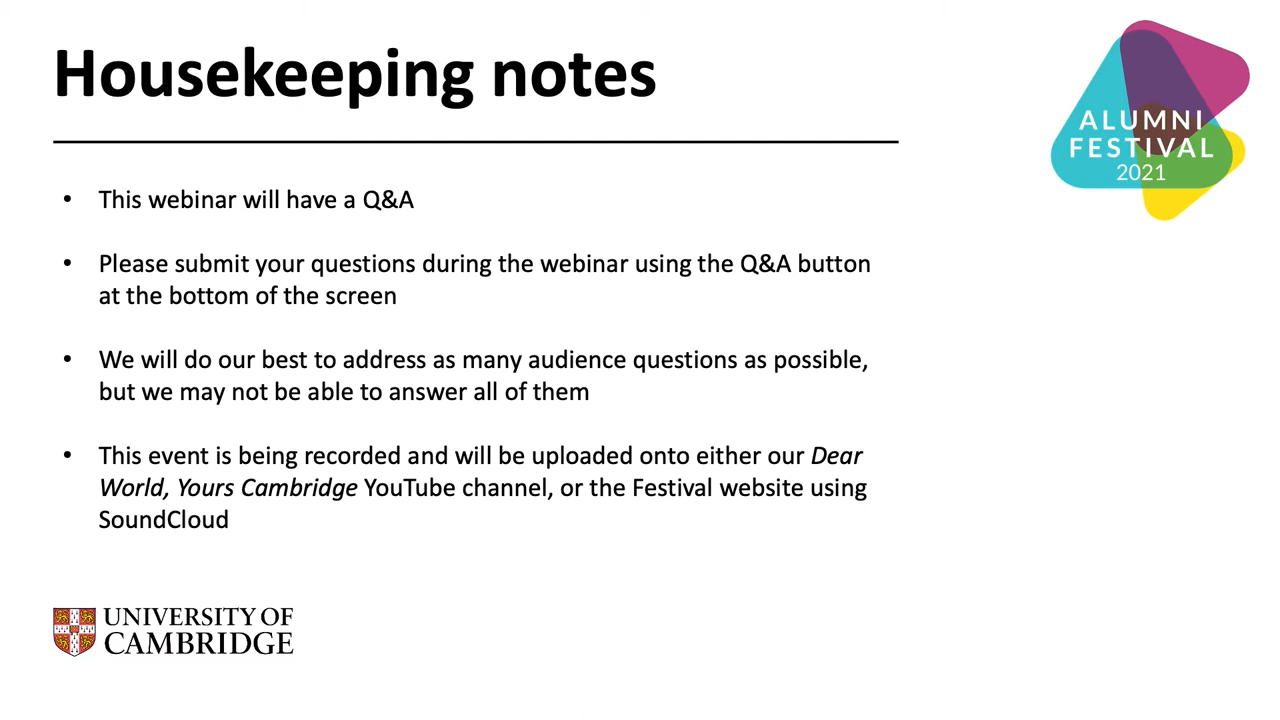 Housekeeping notes
ALUMNI
FESTIVAL
2021
• This webinar will have a Q&A
• Please submit your questions during the webinar using the Q&A button
at the bottom of the screen
• We will do our best to address as many audience questions as possible,
but we may not be able to answer all of them
• This event is being recorded and will be uploaded onto either our Dear
World, Yours Cambridge YouTube channel, or the Festival website using
SoundCloud
UNIVERSITY OF
CAMBRIDGE